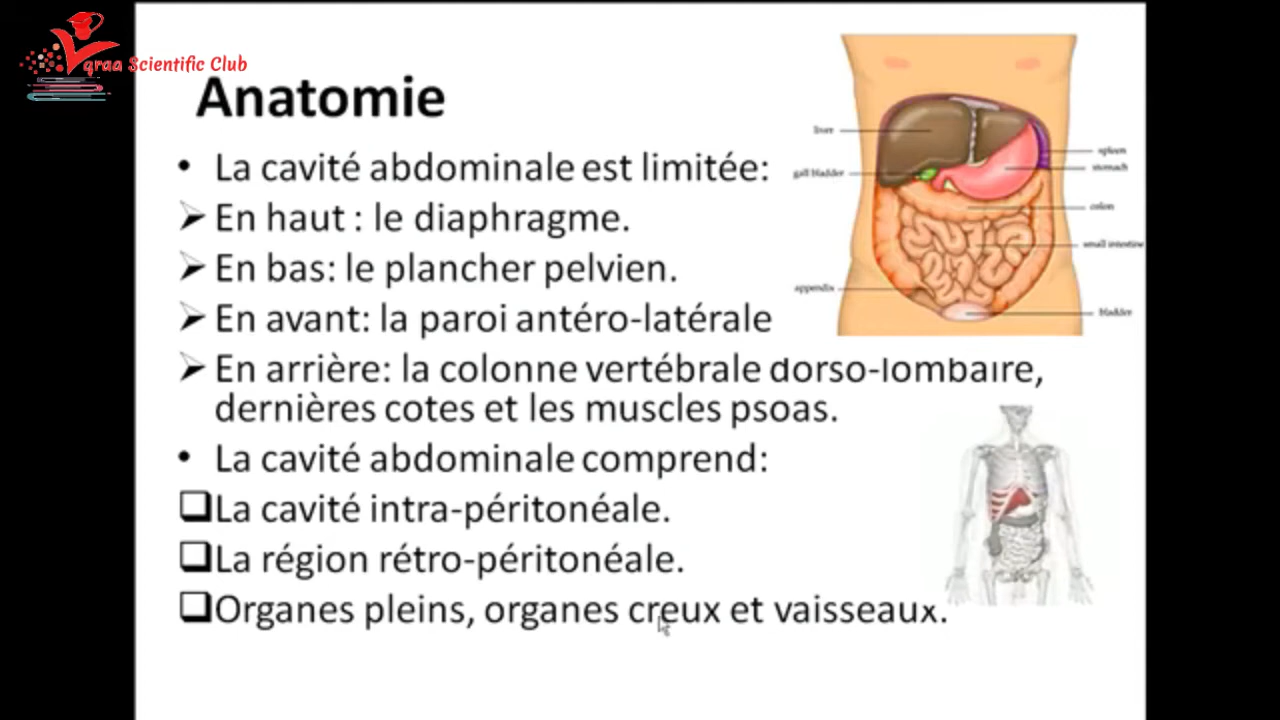 qraa Scientific Club
Anatomie
• La cavité abdominale est limitée:
➢ En haut : le diaphragme.
➢ En bas: le plancher pelvien.
➢ En avant: la paroi antéro-latérale
➢ En arrière: la colonne vertébrale dorso-lombaire,
dernières cotes et les muscles psoas.
• La cavité abdominale comprend:
❑La cavité intra-péritonéale.
❑La région rétro-péritonéale.
❑Organes pleins, organes creux et vaisseaux.
liver
gall bladder
appendix
spleen
stomach
colon
small intestine
bladder